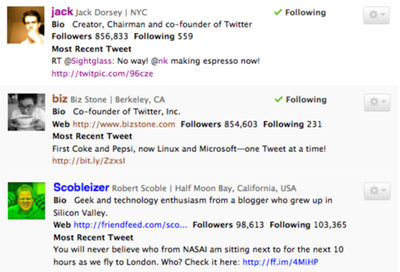 jack Jack Dorsey | NYC ✓ Following
Bio Creator, Chairman and co-founder of Twitter
Followers 856,833 Following 559
Most Recent Tweet
RT @Sightglass: No way! @nk making espresso now!
http://twitpic.com/96cze
biz Biz Stone | Berkeley, CA ✓ Following
Bio Co-founder of Twitter, Inc.
Web http://www.bizstone.com Followers 854,603 Following 231
Most Recent Tweet
First Coke and Pepsi, now Linux and Microsoft—one Tweet at a time!
http://bit.ly/ZzxsI
Scobleizer Robert Scoble | Half Moon Bay, California, USA
Bio Geek and technology enthusiasm from a blogger who grew up in
Silicon Valley.
Web http://friendfeed.com/sco... Followers 98,613 Following 103,365
Most Recent Tweet
You will never believe who from NASAI am sitting next to for the next 10
hours as we fly to London. Who? Check it here: http://ff.im/4MiHP